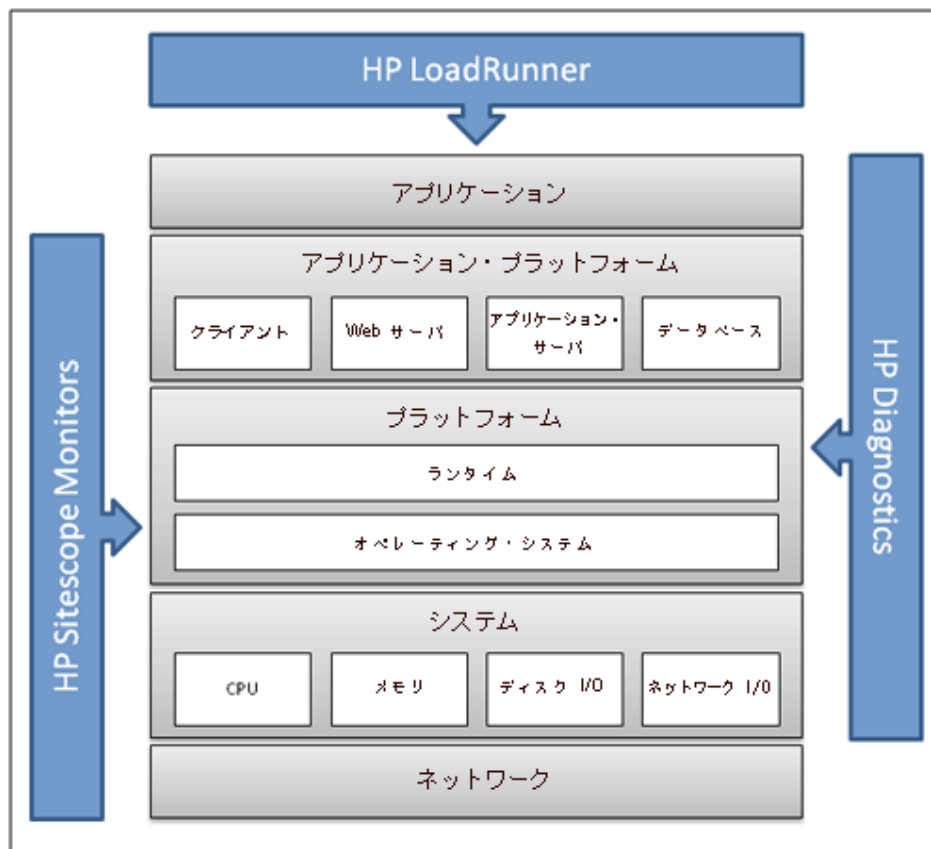 HP LoadRunner
アプリケーション
アプリケーション・プラットフォーム
クライアント
Web サーバ
アプリケーション・
サーバ
データベース
プラットフォーム
ランタイム
オペレーティング・システム
システム
CPU
メモリ
ディスク I/O
ネットワーク I/O
ネットワーク
HP Sitescope Monitors
HP Diagnostics